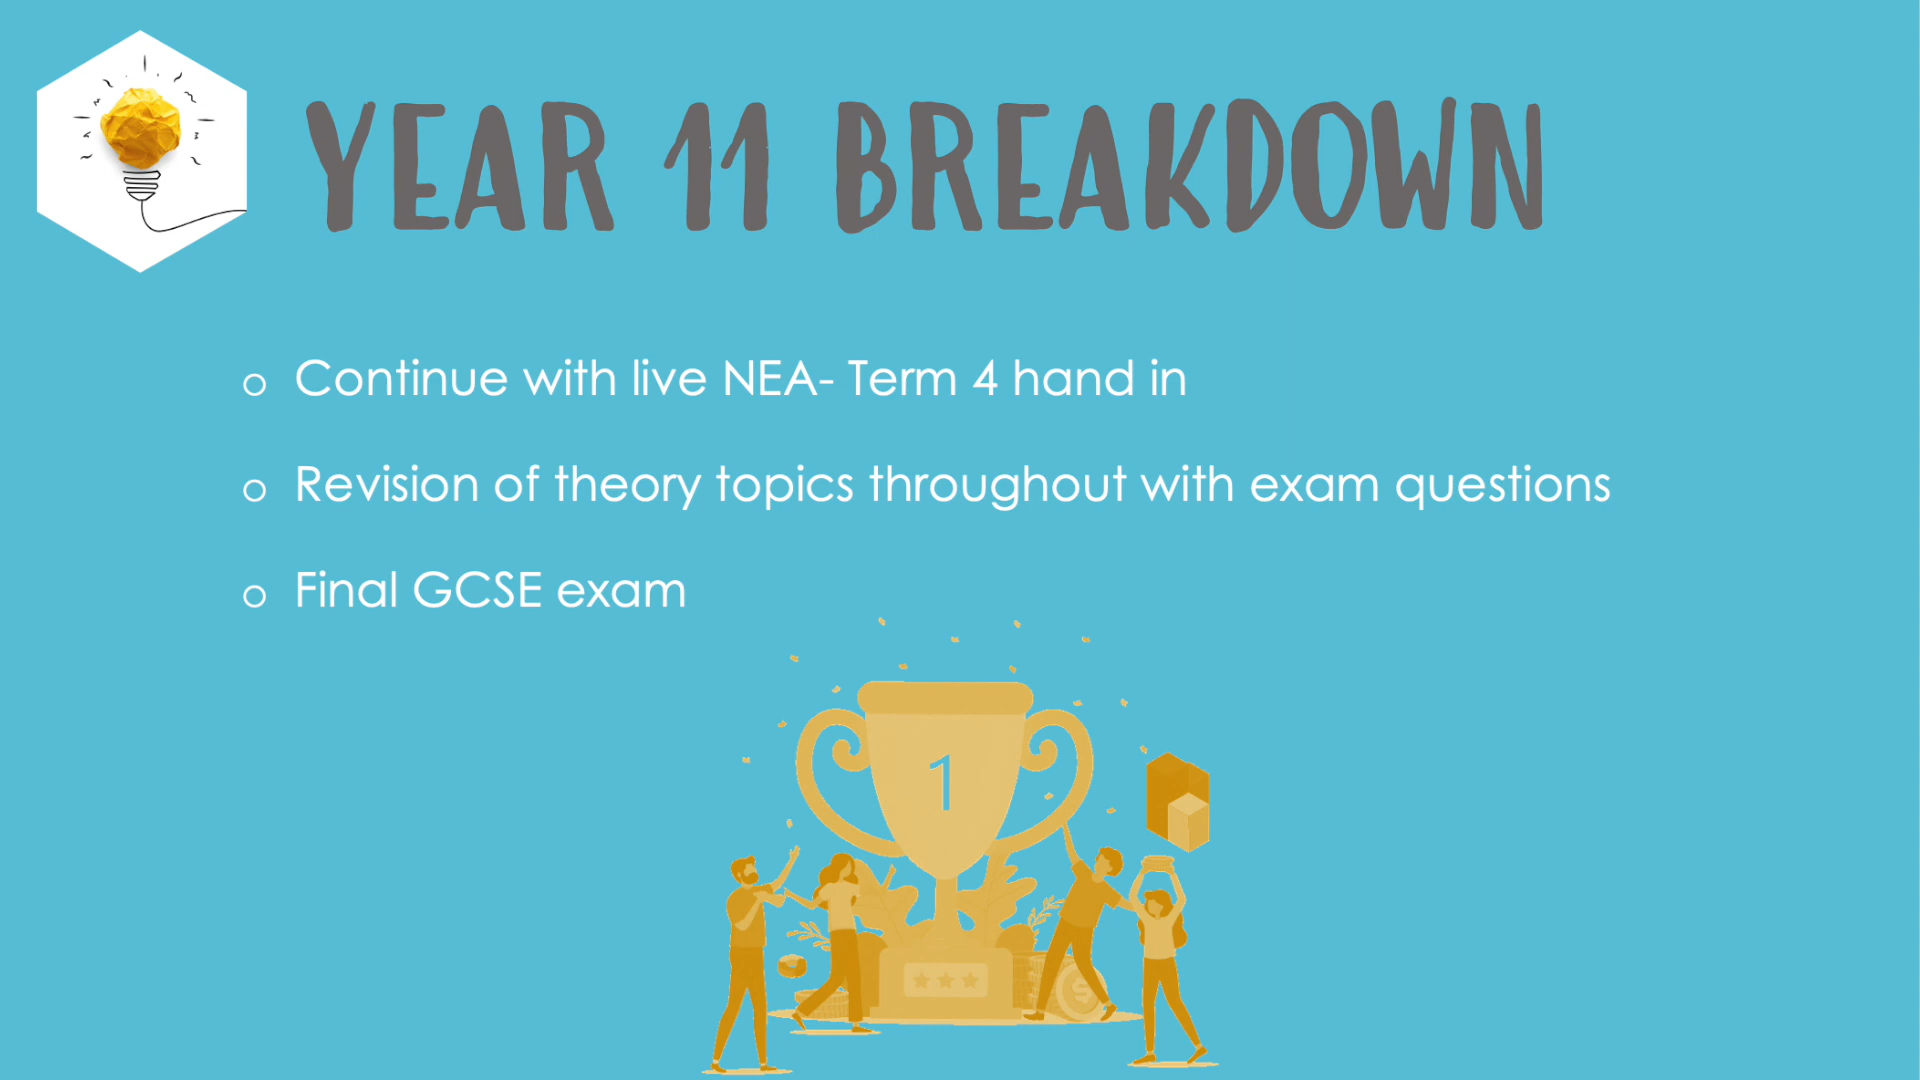 YEAR 11 BREAKDOWN
o Continue with live NEA- Term 4 hand in
o Revision of theory topics throughout with exam questions
o Final GCSE exam
1
$